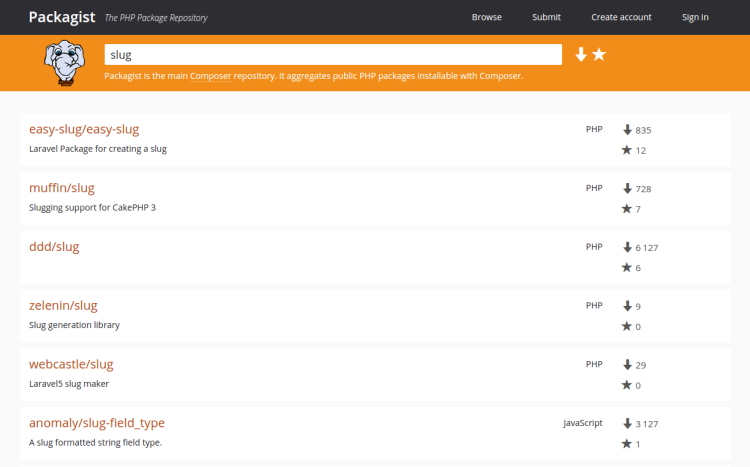 Packagist The PHP Package Repository Browse Submit Create account Sign in
slug
Packagist is the main Composer repository. It aggregates public PHP packages installable with Composer.
easy-slug/easy-slug PHP 835
Laravel Package for creating a slug 12
muffin/slug PHP 728
Slugging support for CakePHP 3 7
ddd/slug PHP 6 127
6
zelenin/slug PHP 9
Slug generation library 0
webcastle/slug PHP 29
Laravel5 slug maker 0
anomaly/slug-field_type JavaScript 3 127
A slug formatted string field type. 1